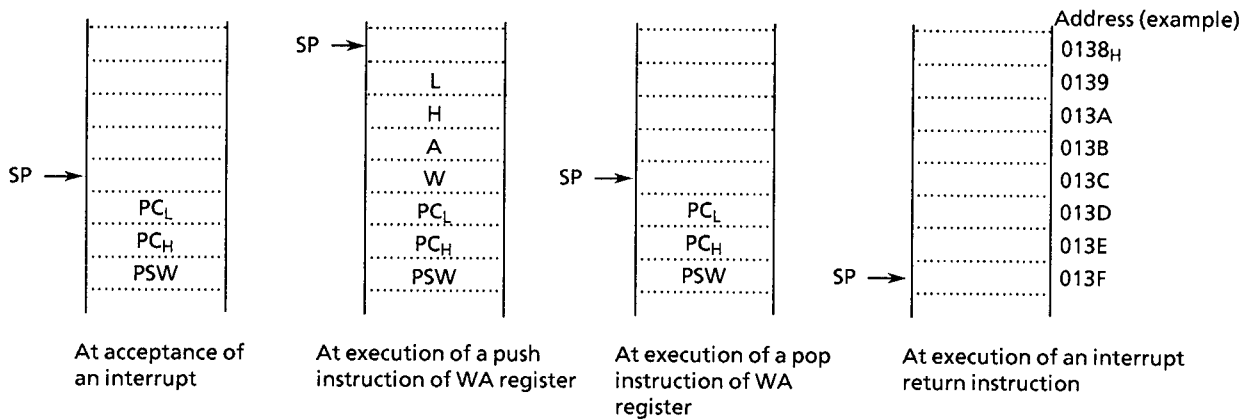 Address (example)
SP → 0138H
L 0139
H 013A
A 013B
SP → W SP → 013C
PCL PCL PCL 013D
PCH PCH PCH 013E
PSW PSW PSW SP → 013F
At acceptance of
an interrupt
At execution of a push
instruction of WA register
At execution of a pop
instruction of WA
register
At execution of an interrupt
return instruction